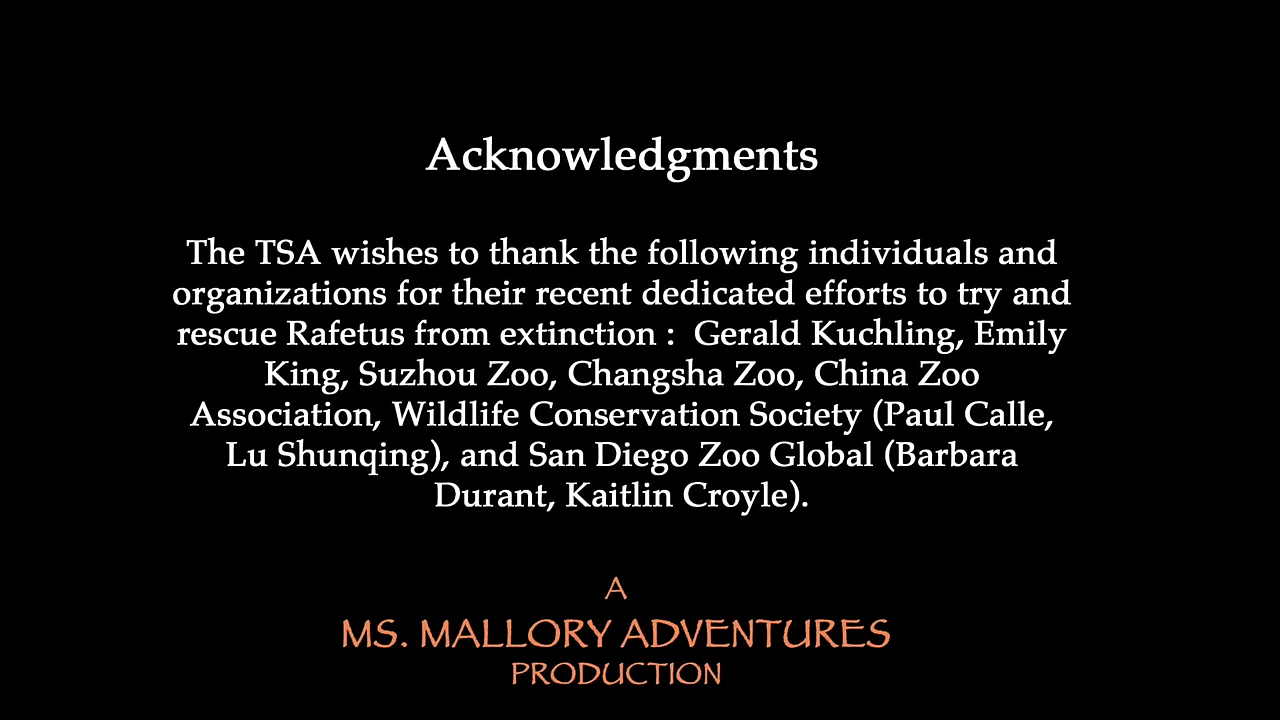 Acknowledgments
The TSA wishes to thank the following individuals and
organizations for their recent dedicated efforts to try and
rescue Rafetus from extinction :  Gerald Kuchling, Emily
King, Suzhou Zoo, Changsha Zoo, China Zoo
Association, Wildlife Conservation Society (Paul Calle,
Lu Shunqing), and San Diego Zoo Global (Barbara
Durant, Kaitlin Croyle).
A
MS. MALLORY ADVENTURES
PRODUCTION